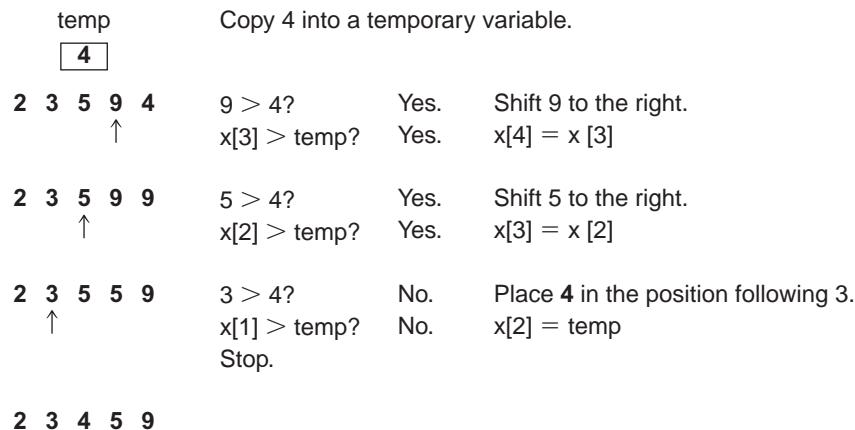 temp Copy 4 into a temporary variable.
4
2 3 5 9 4 9 > 4? Yes. Shift 9 to the right.
↑ x[3] > temp? Yes. x[4] = x [3]
2 3 5 9 9 5 > 4? Yes. Shift 5 to the right.
↑ x[2] > temp? Yes. x[3] = x [2]
2 3 5 5 9 3 > 4? No. Place 4 in the position following 3.
↑ x[1] > temp? No. x[2] = temp
Stop.
2 3 4 5 9